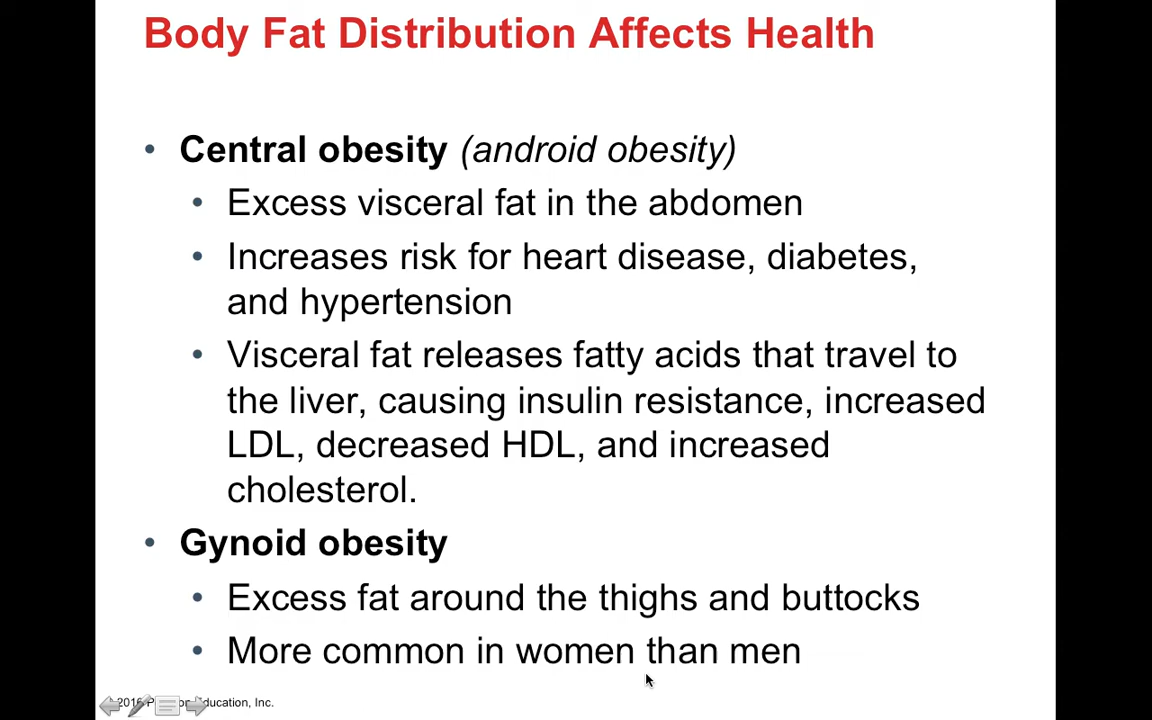 Body Fat Distribution Affects Health
• Central obesity (android obesity)
• Excess visceral fat in the abdomen
• Increases risk for heart disease, diabetes,
and hypertension
• Visceral fat releases fatty acids that travel to
the liver, causing insulin resistance, increased
LDL, decreased HDL, and increased
cholesterol.
• Gynoid obesity
• Excess fat around the thighs and buttocks
• More common in women than men
2016 Education, Inc.